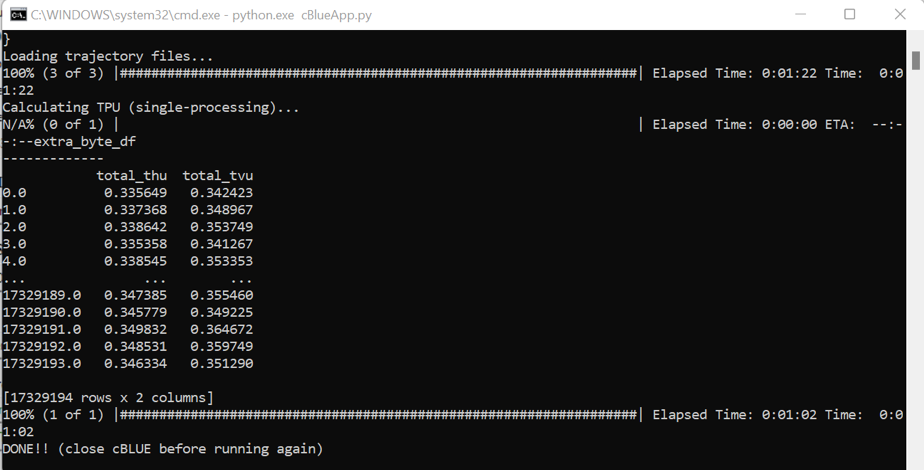 C:\WINDOWS\system32\cmd.exe - python.exe  cBlueApp.py
}
Loading trajectory files...
100% (3 of 3) |##################################################################| Elapsed Time: 0:01:22 Time:  0:0
1:22
Calculating TPU (single-processing)...
N/A% (0 of 1) |                                                                  | Elapsed Time: 0:00:00 ETA:  --:-
-:--extra_byte_df
-------------
            total_thu  total_tvu
0.0          0.335649   0.342423
1.0          0.337368   0.348967
2.0          0.338642   0.353749
3.0          0.335358   0.341267
4.0          0.338545   0.353353
...               ...        ...
17329189.0   0.347385   0.355460
17329190.0   0.345779   0.349225
17329191.0   0.349832   0.364672
17329192.0   0.348531   0.359749
17329193.0   0.346334   0.351290
[17329194 rows x 2 columns]
100% (1 of 1) |##################################################################| Elapsed Time: 0:01:02 Time:  0:0
1:02
DONE!! (close cBLUE before running again)